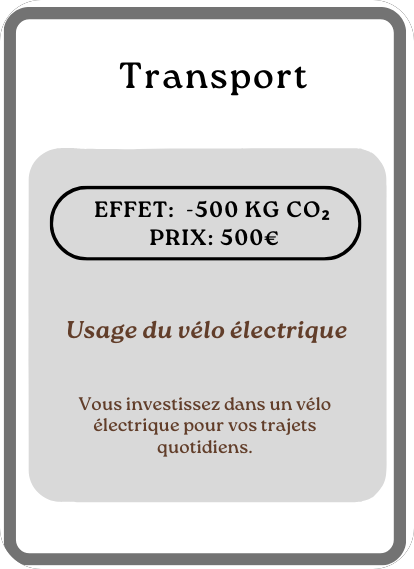 Transport
EFFET: -500 KG CO₂
PRIX: 500€
Usage du vélo électrique
Vous investissez dans un vélo
électrique pour vos trajets
quotidiens.